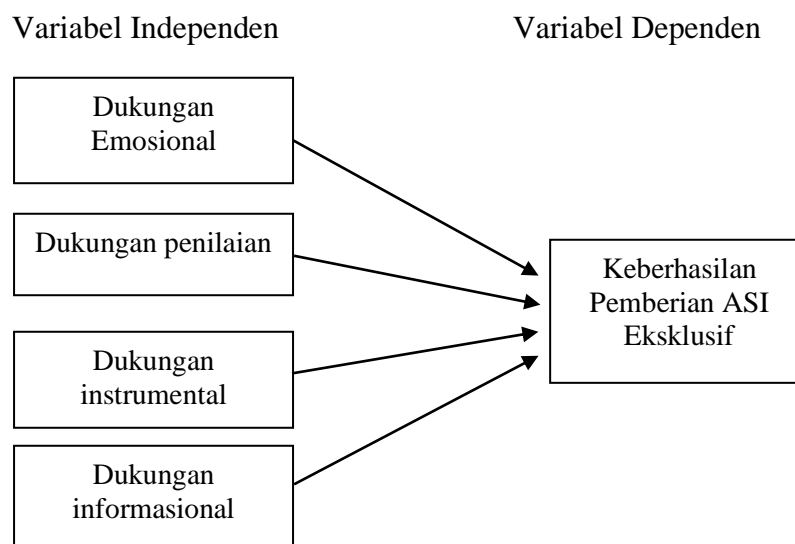 Variabel Independen
Variabel Dependen
Dukungan
Emosional
Dukungan penilaian
Dukungan
instrumental
Dukungan
informasional
Keberhasilan
Pemberian ASI
Eksklusif